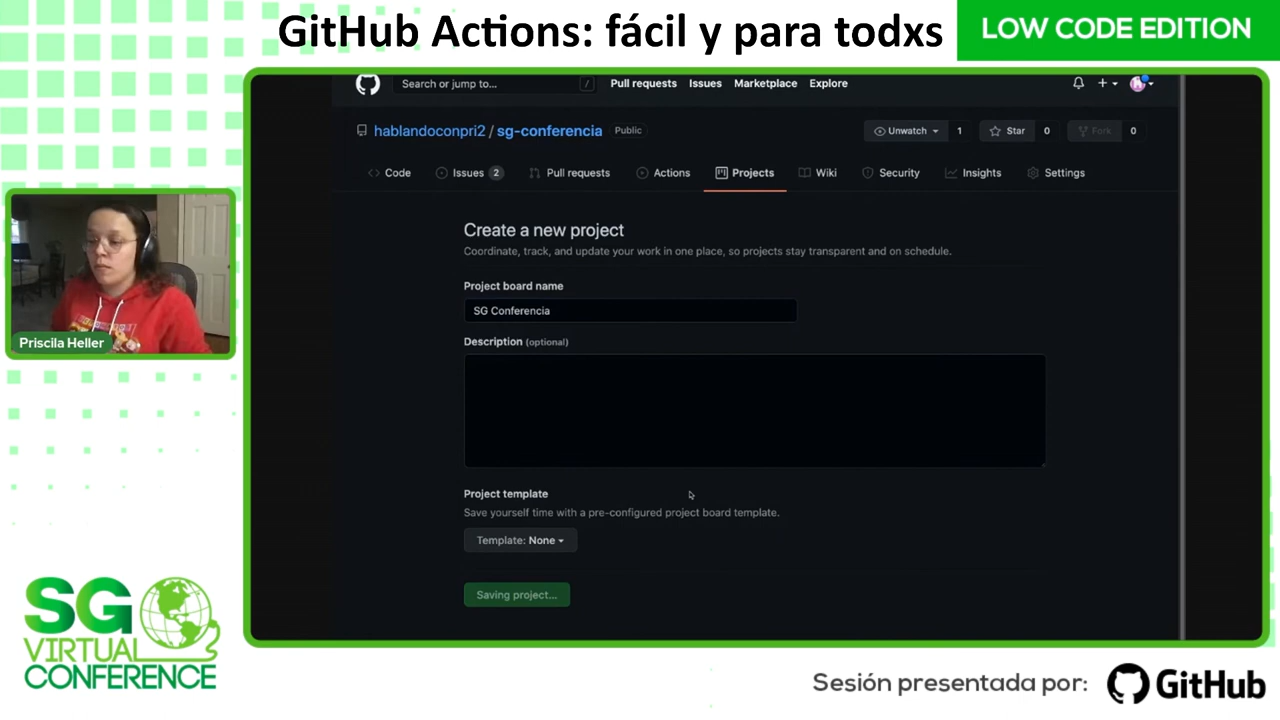 GitHub Actions: fácil y para todxs
LOW CODE EDITION
Search or jump to...
/
Pull requests Issues Marketplace Explore
hablandoconpri2 / sg-conferencia Public
Unwatch 1 Star 0 Fork 0
Code Issues 2 Pull requests Actions Projects Wiki Security Insights Settings
Create a new project
Coordinate, track, and update your work in one place, so projects stay transparent and on schedule.
Project board name
SG Conferencia
Description (optional)
Project template
Save yourself time with a pre-configured project board template.
Template: None
Saving project...
Priscila Heller
SG
VIRTUAL
CONFERENCE
Sesión presentada por: GitHub